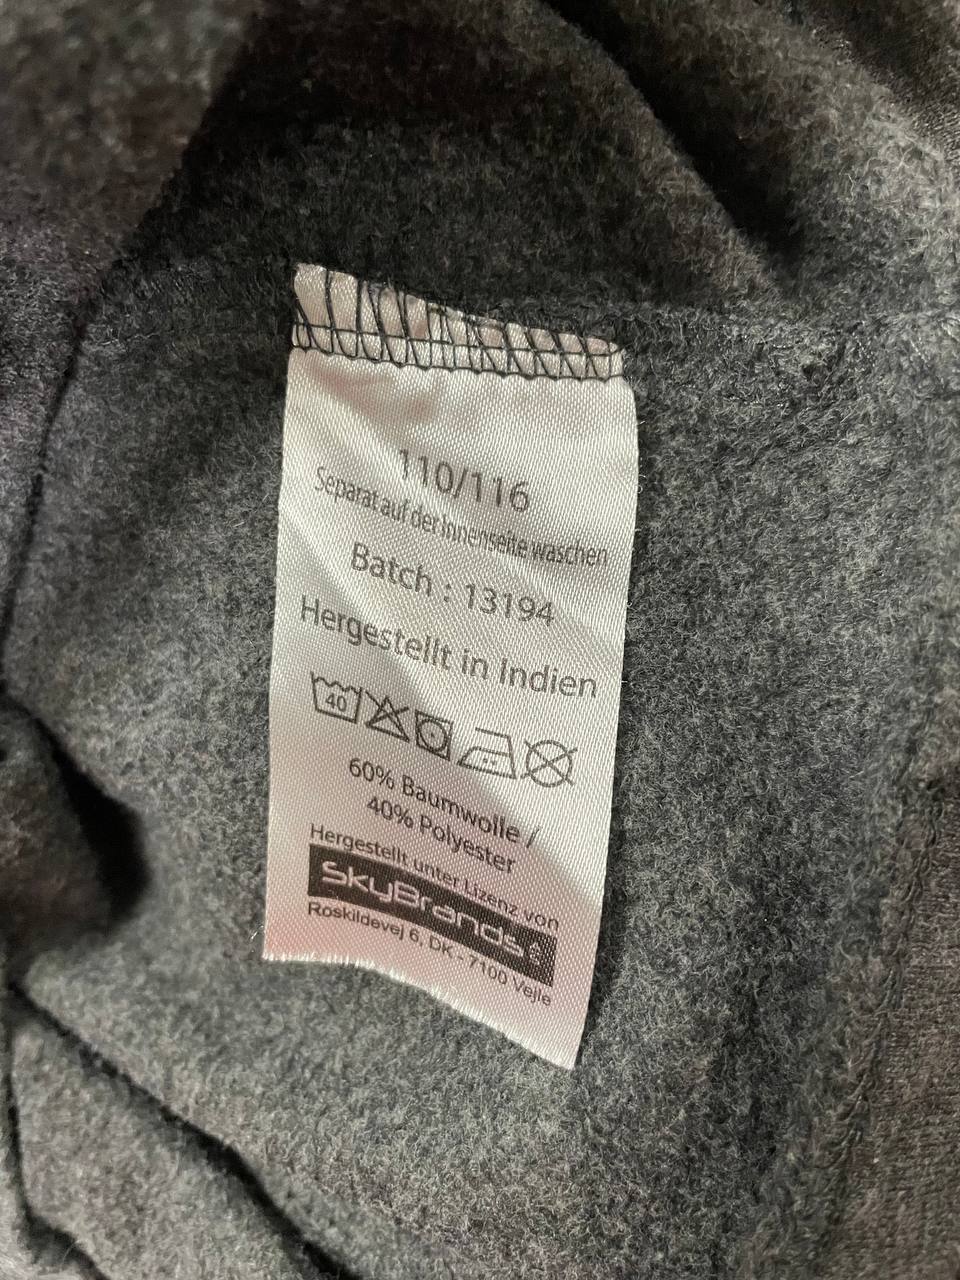 110/116
Separat auf der Innenseite waschen
Batch : 13194
Hergestellt in Indien
40
60% Baumwolle /
40% Polyester
Hergestellt unter Lizenz von
SkyBrands
Roskildevej 6, DK - 7100 Vejle